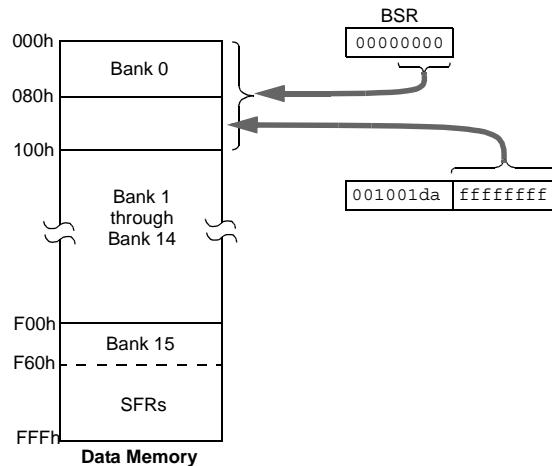 BSR
000h
00000000
Bank 0
080h
100h
001001da ffffffff
Bank 1
through
Bank 14
F00h
Bank 15
F60h
SFRs
FFFh
Data Memory